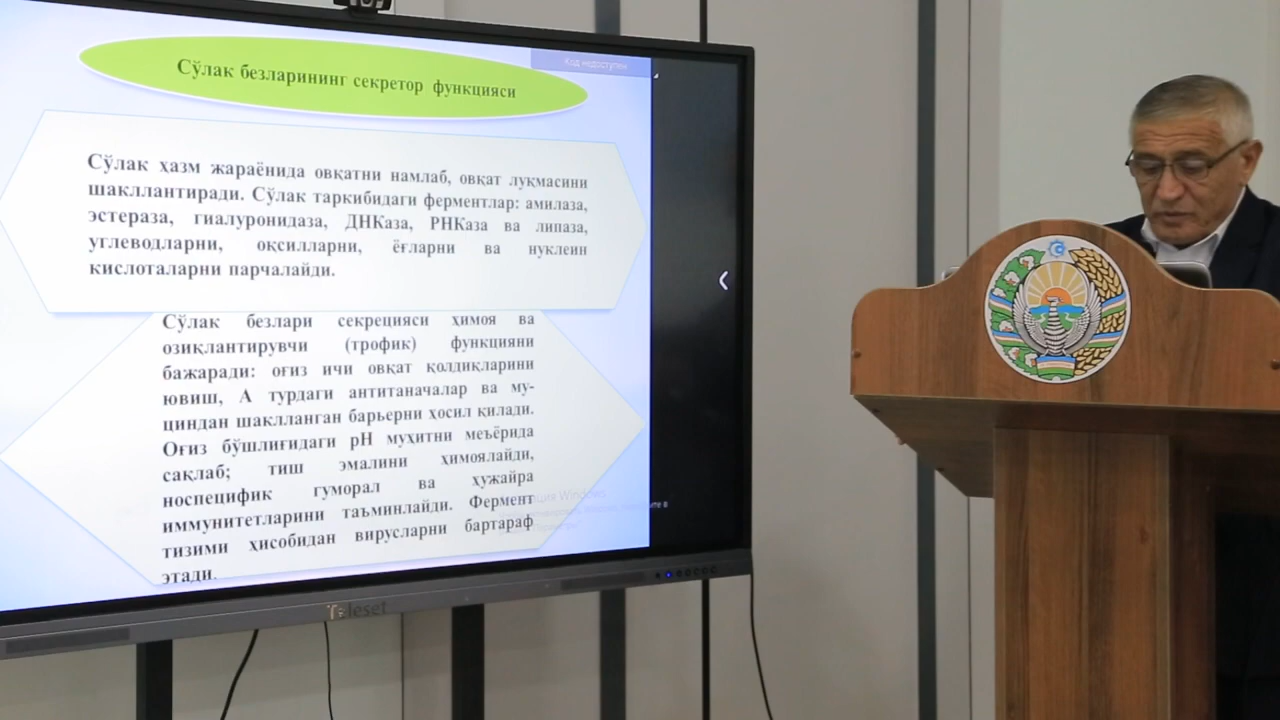 Код недоступен
Сўлак безларининг секретор функцияси
Сўлак ҳазм жараёнида овқатни намлаб, овқат луқмасини
шакллантиради. Сўлак таркибидаги ферментлар: амилаза,
эстераза, гиалуронидаза, ДНКаза, РНКаза ва липаза,
углеводларни, оқсилларни, ёғларни ва нуклеин
кислоталарни парчалайди.
Сўлак безлари секрецияси ҳимоя ва
озиқлантирувчи (трофик) функцияни
бажаради: оғиз ичи овқат қолдиқларини
ювиш, А турдаги антитаначалар ва му-
циндан шаклланган барьерни ҳосил қилади.
Оғиз бўшлиғидаги pH муҳитни меъёрида
сақлаб; тиш эмалини ҳимоялайди,
носпецифик гуморал ва ҳужайра
иммунитетларини таъминлайди. Фермент
тизими ҳисобидан вирусларни бартараф
этади.
Windows
Teleset